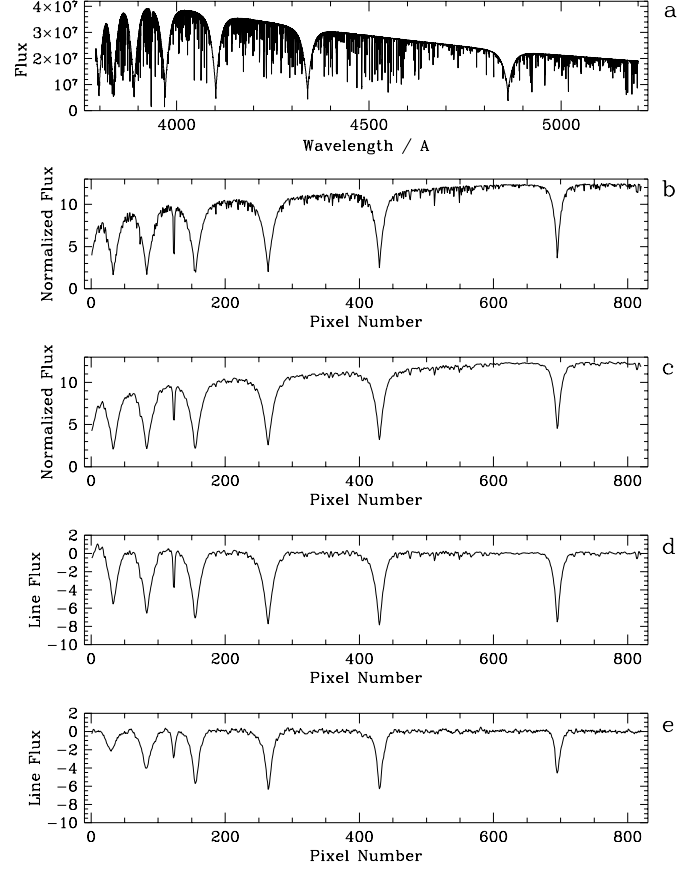 a
4×10⁷
3×10⁷
2×10⁷
10⁷
0
Flux
4000 4500 5000
Wavelength / A
b
10
5
0
Normalized Flux
0 200 400 600 800
Pixel Number
c
10
5
0
Normalized Flux
0 200 400 600 800
Pixel Number
d
2
0
−2
−4
−6
−8
−10
Line Flux
0 200 400 600 800
Pixel Number
e
2
0
−2
−4
−6
−8
−10
Line Flux
0 200 400 600 800
Pixel Number